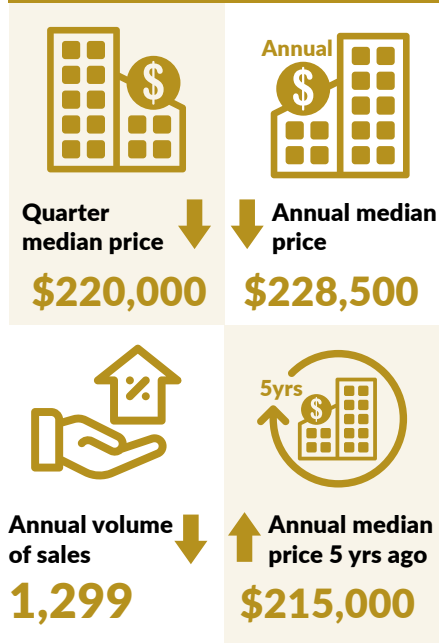 $
Quarter
median price
$220,000
Annual
$
Annual median
price
$228,500
%
Annual volume
of sales
1,299
5yrs
$
Annual median
price 5 yrs ago
$215,000